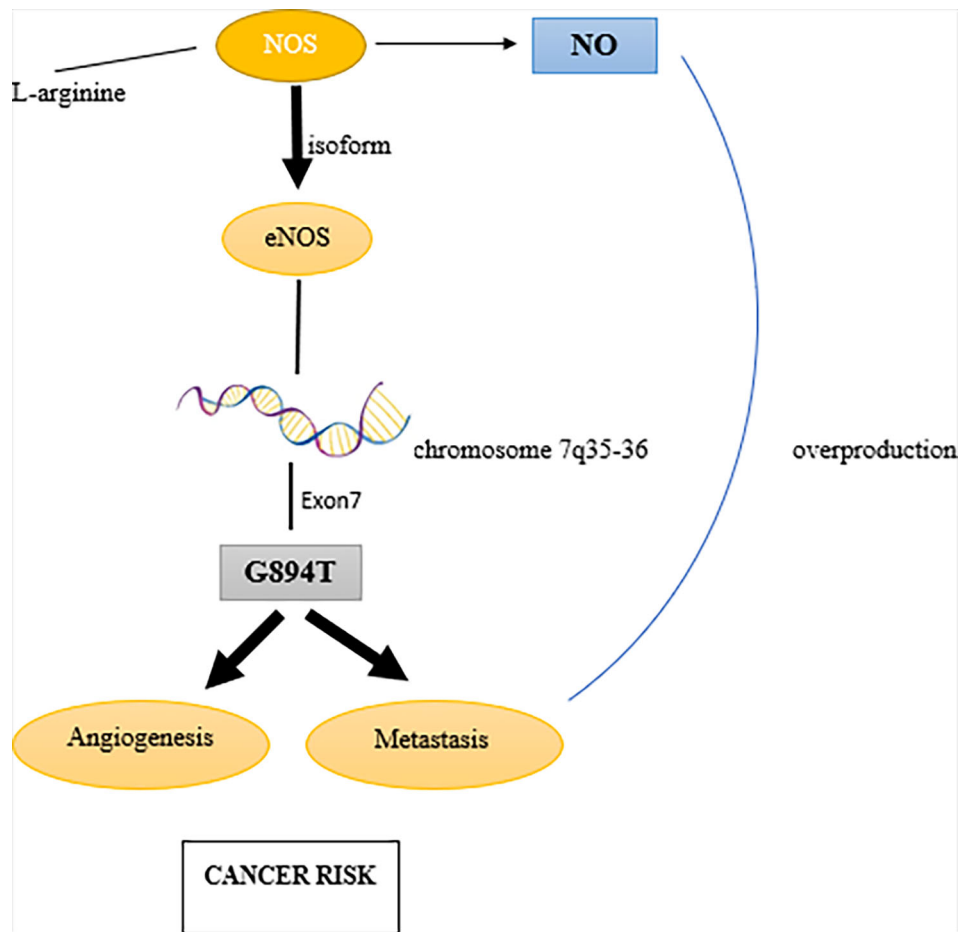 NOS
NO
L-arginine
isoform
eNOS
chromosome 7q35-36
overproduction
Exon7
G894T
Angiogenesis
Metastasis
CANCER RISK